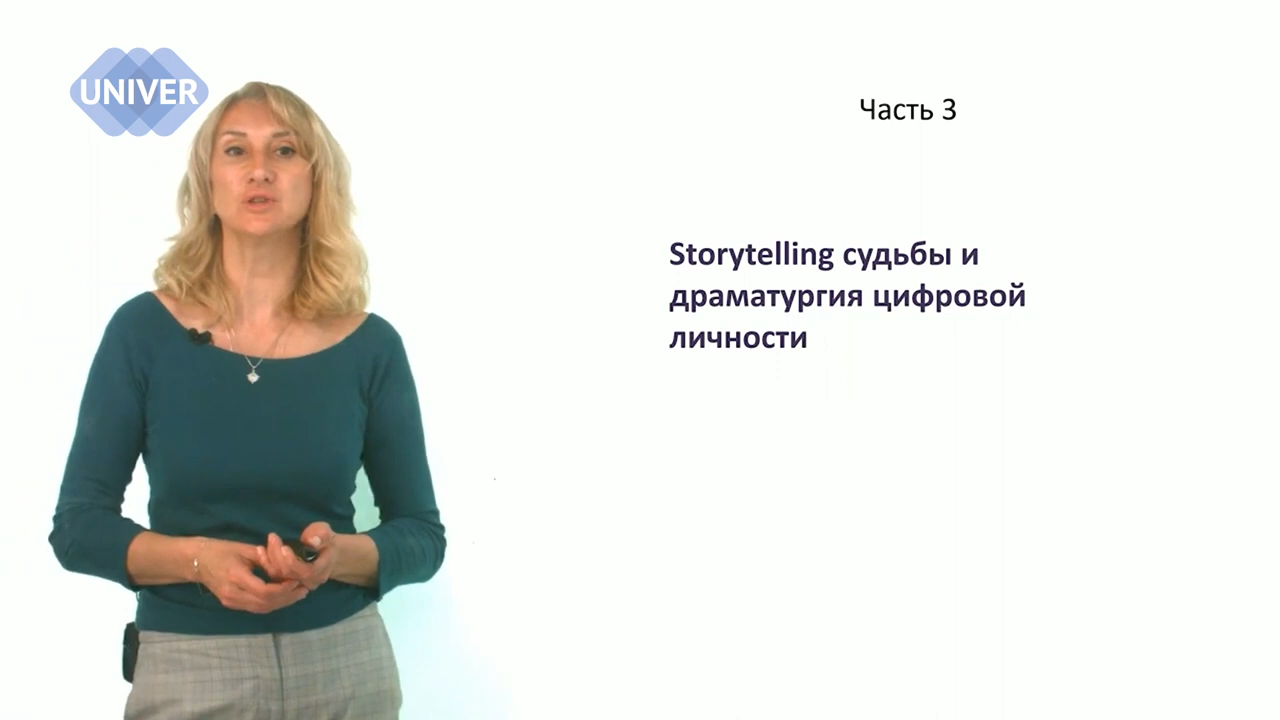 UNIVER
Часть 3
Storytelling судьбы и
драматургия цифровой
личности